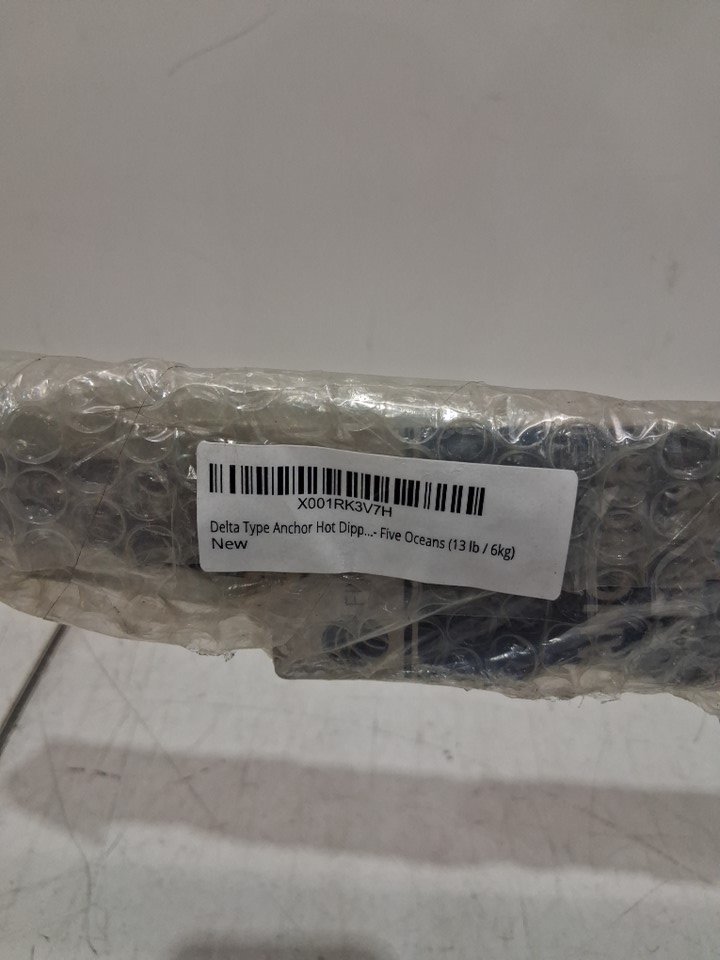 X001RK3V7H
Delta Type Anchor Hot Dipp...- Five Oceans (13 lb / 6kg)
New